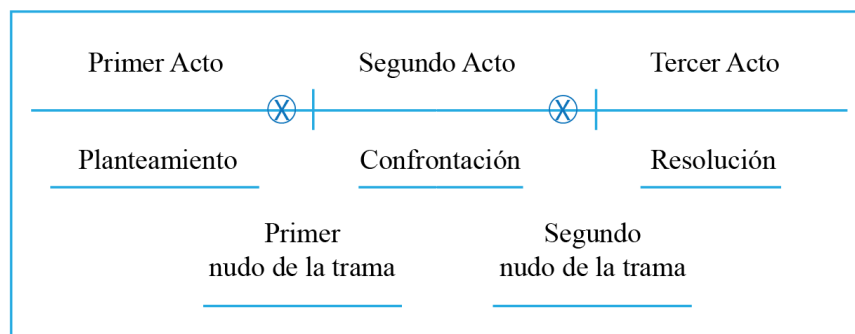 Primer Acto
Segundo Acto
Tercer Acto
X
X
Planteamiento
Confrontación
Resolución
Primer
nudo de la trama
Segundo
nudo de la trama